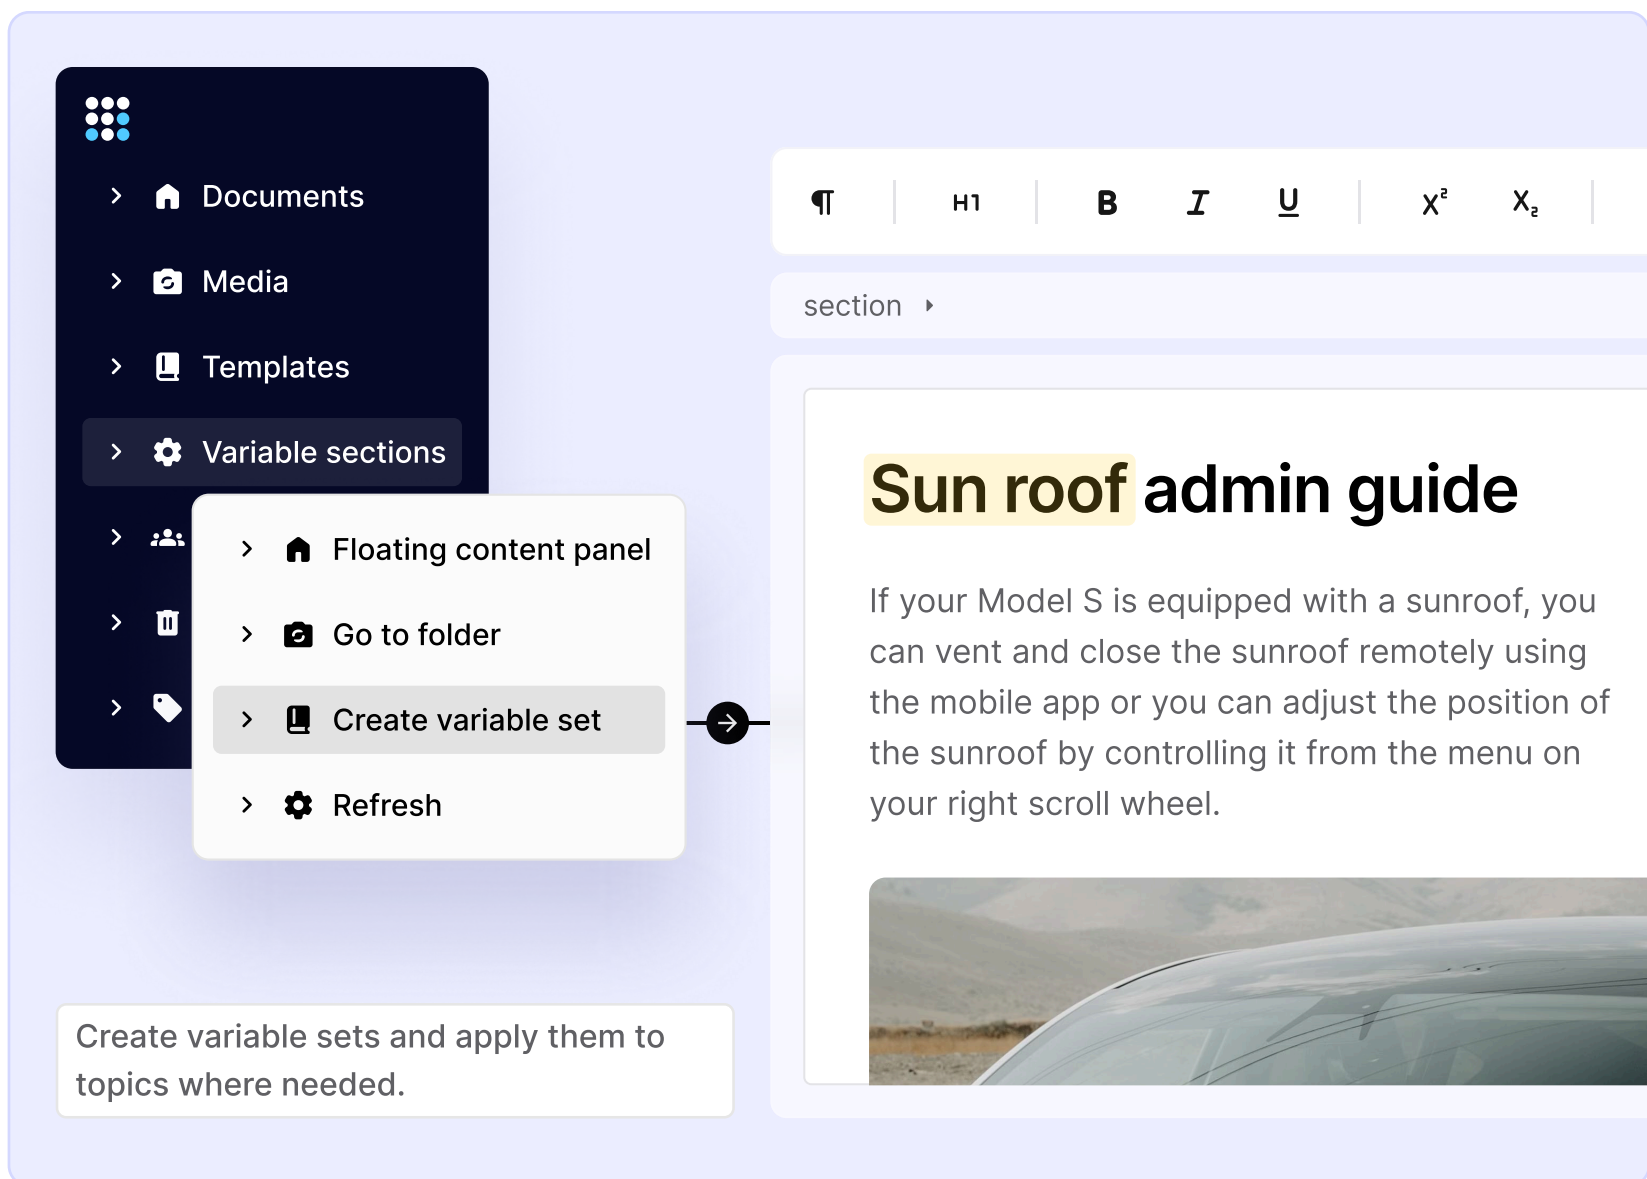 Documents
Media
Templates
Variable sections
Floating content panel
Go to folder
Create variable set
Refresh
Create variable sets and apply them to
topics where needed.
¶ H1 B I U X² X₂
section
Sun roof admin guide
If your Model S is equipped with a sunroof, you
can vent and close the sunroof remotely using
the mobile app or you can adjust the position of
the sunroof by controlling it from the menu on
your right scroll wheel.